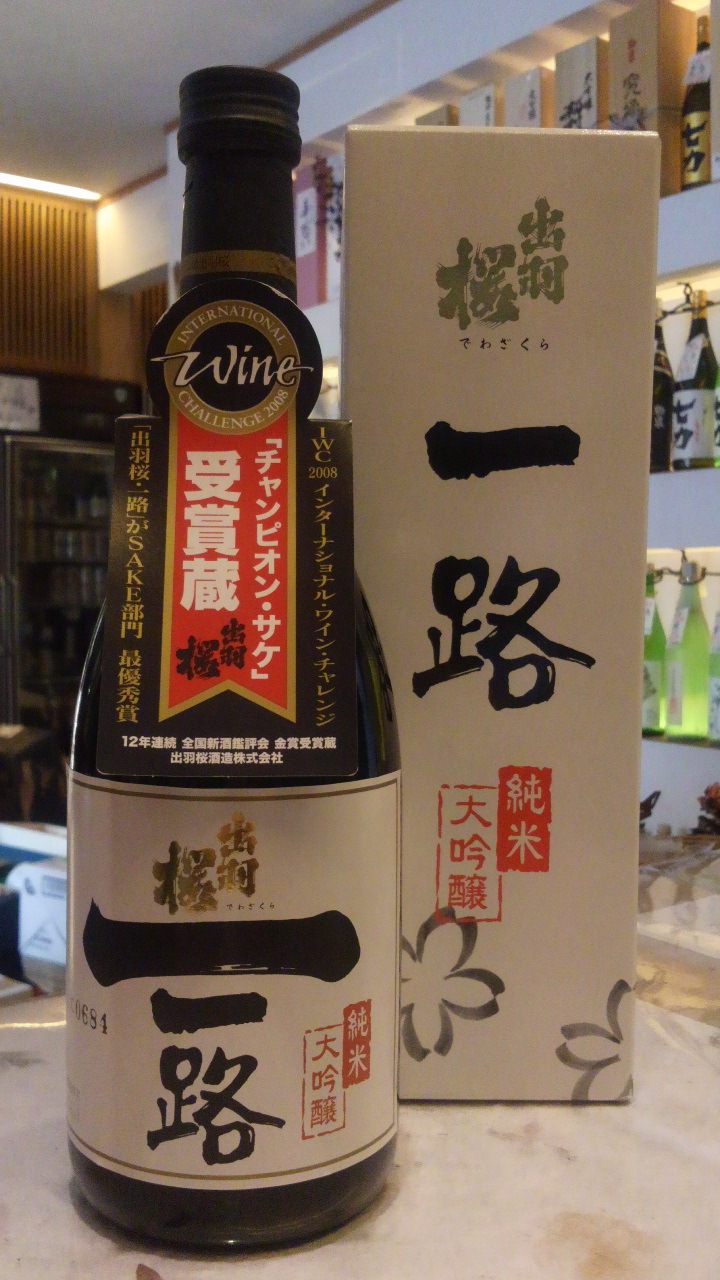 INTERNATIONAL
Wine
CHALLENGE 2008
IWC
2008
インターナショナル・ワイン・チャレンジ
「チャンピオン・サケ」
受賞蔵
出羽
桜
「出羽桜・一路」がSAKE部門 最優秀賞
12年連続 全国新酒鑑評会 金賞受賞蔵
出羽桜酒造株式会社
出羽
桜
でわざくら
一
路
純米
大吟醸
0684
出羽
桜
でわざくら
一
路
純米
大吟醸
七力
七力